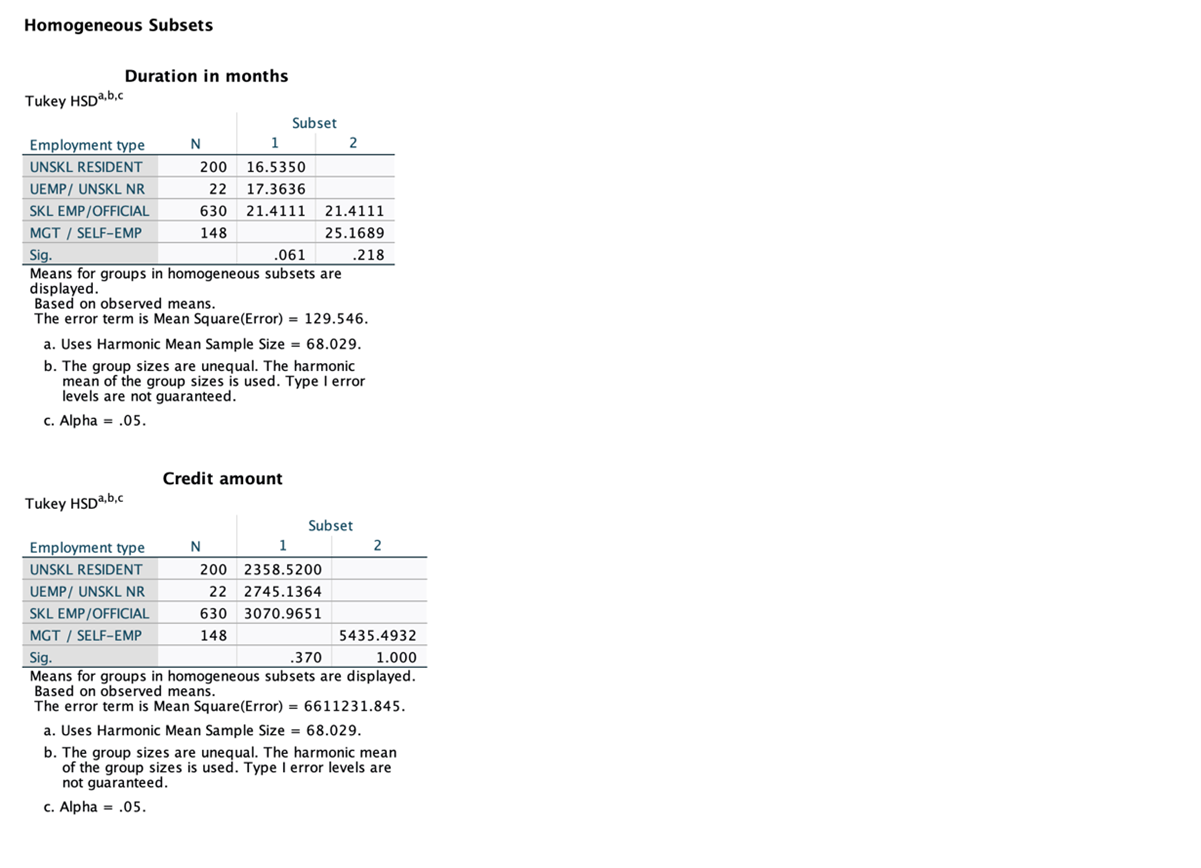 Homogeneous Subsets
Duration in months
Tukey HSDa,b,c
Subset
Employment type N 1 2
UNSKL RESIDENT 200 16.5350
UEMP/ UNSKL NR 22 17.3636
SKL EMP/OFFICIAL 630 21.4111 21.4111
MGT / SELF-EMP 148 25.1689
Sig. .061 .218
Means for groups in homogeneous subsets are
displayed.
Based on observed means.
The error term is Mean Square(Error) = 129.546.
a. Uses Harmonic Mean Sample Size = 68.029.
b. The group sizes are unequal. The harmonic
mean of the group sizes is used. Type I error
levels are not guaranteed.
c. Alpha = .05.
Credit amount
Tukey HSDa,b,c
Subset
Employment type N 1 2
UNSKL RESIDENT 200 2358.5200
UEMP/ UNSKL NR 22 2745.1364
SKL EMP/OFFICIAL 630 3070.9651
MGT / SELF-EMP 148 5435.4932
Sig. .370 1.000
Means for groups in homogeneous subsets are displayed.
Based on observed means.
The error term is Mean Square(Error) = 6611231.845.
a. Uses Harmonic Mean Sample Size = 68.029.
b. The group sizes are unequal. The harmonic mean
of the group sizes is used. Type I error levels are
not guaranteed.
c. Alpha = .05.